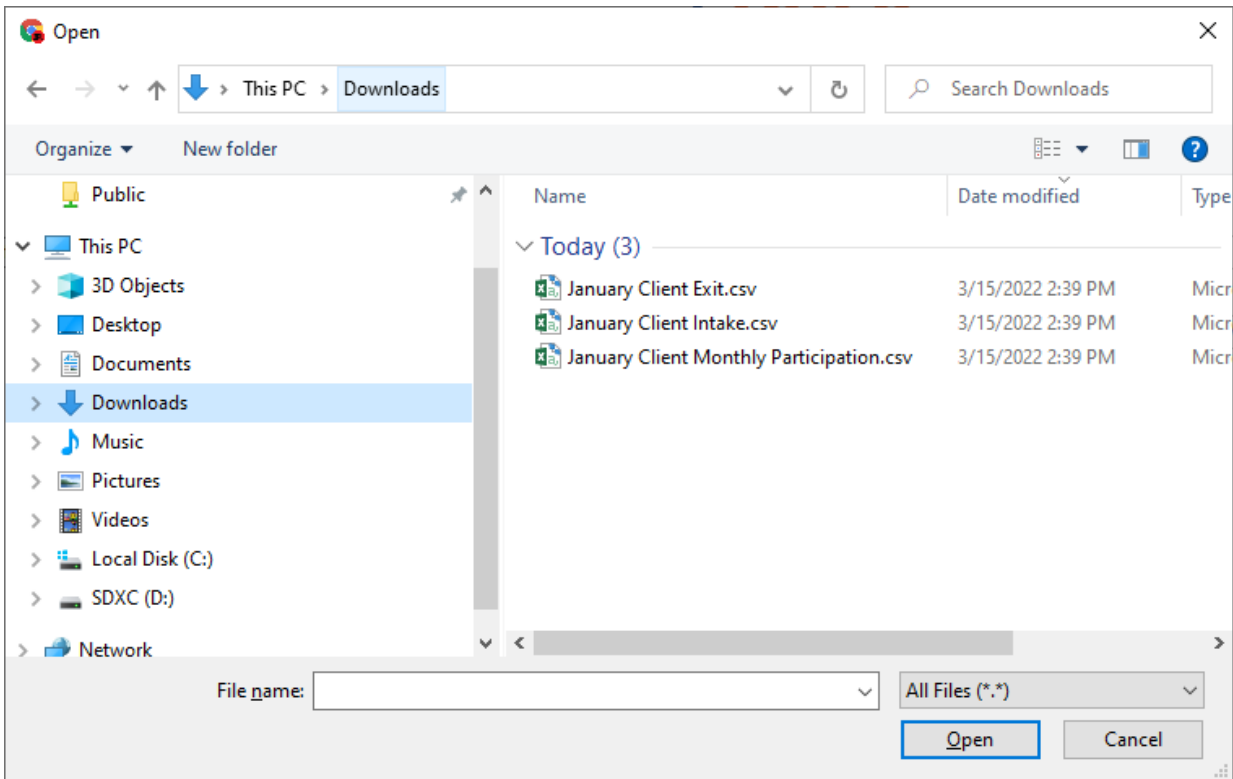 Open
This PC > Downloads
Search Downloads
Organize
New folder
Public
This PC
3D Objects
Desktop
Documents
Downloads
Music
Pictures
Videos
Local Disk (C:)
SDXC (D:)
Network
Name Date modified Type
Today (3)
January Client Exit.csv 3/15/2022 2:39 PM Micr
January Client Intake.csv 3/15/2022 2:39 PM Micr
January Client Monthly Participation.csv 3/15/2022 2:39 PM Micr
File name:
All Files (*.*)
Open Cancel